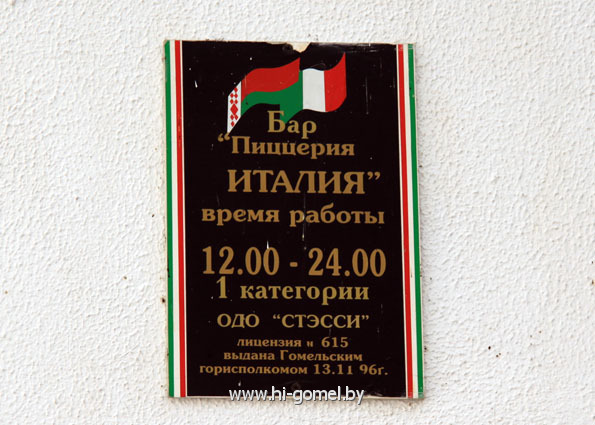 Бар
"Пиццерия
ИТАЛИЯ"
время работы
12.00 - 24.00
1 категории
ОДО "СТЭССИ"
лицензия н 615
выдана Гомельским
горисполкомом 13.11 96г.
www.hi-gomel.by